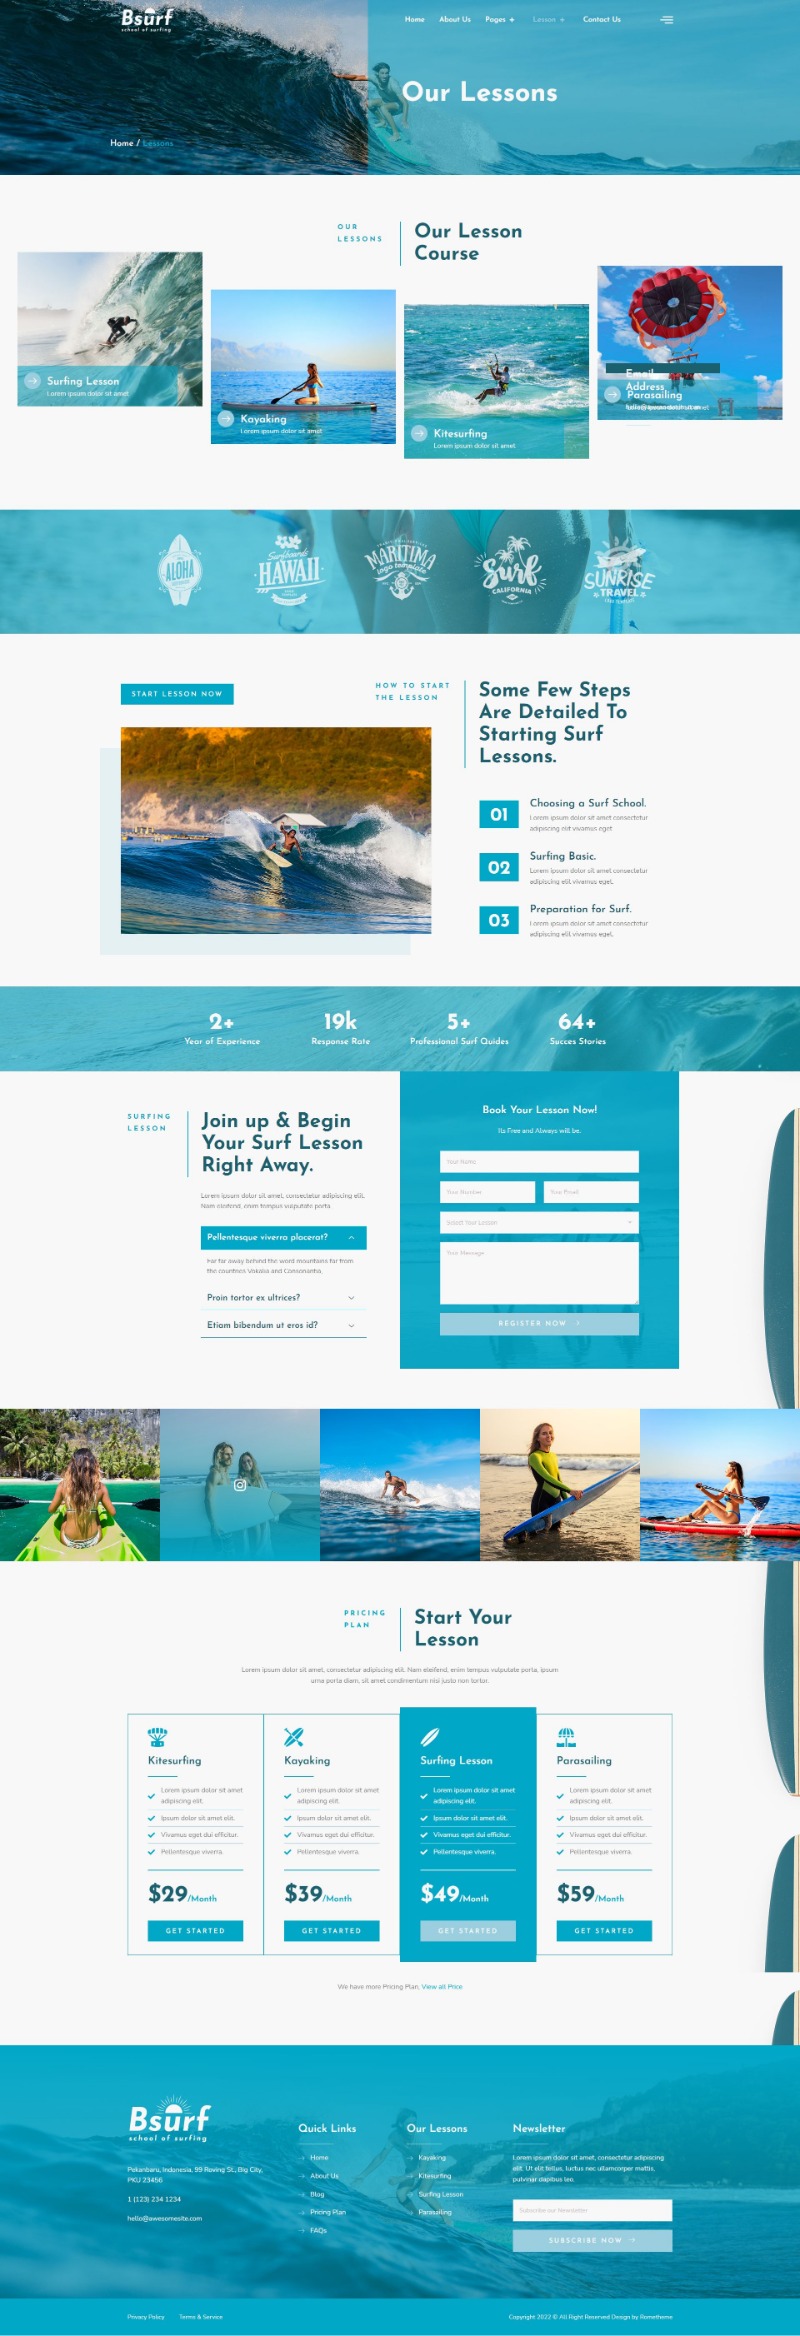 Bsurf
school of surfing
Home About Us Pages + Lesson + Contact Us
Our Lessons
Home / Lessons
OUR LESSONS
Our Lesson
Course
Surfing Lesson
Lorem ipsum dolor sit amet
Kayaking
Lorem ipsum dolor sit amet
Kitesurfing
Lorem ipsum dolor sit amet
Email
Address
Parasailing
ALOHA
Surfboards
HAWAII
MARITIMA
logo template
Surf
CALIFORNIA
SUNRISE
TRAVEL
START LESSON NOW
HOW TO START
THE LESSON
Some Few Steps
Are Detailed To
Starting Surf
Lessons.
01
Choosing a Surf School.
Lorem ipsum dolor sit amet consectetur
adipiscing elit vivamus eget.
02
Surfing Basic.
Lorem ipsum dolor sit amet consectetur
adipiscing elit vivamus eget.
03
Preparation for Surf.
Lorem ipsum dolor sit amet consectetur
adipiscing elit vivamus eget.
2+ 19k 5+ 64+
Year of Experience Response Rate Professional Surf Quides Succes Stories
SURFING
LESSON
Join up & Begin
Your Surf Lesson
Right Away.
Lorem ipsum dolor sit amet, consectetur adipiscing elit.
Nam eleifend, enim tempus vulputate porta.
Pellentesque viverra placerat?
Far far away behind the word mountains far from
the countries Vokalia and Consonantia.
Proin tortor ex ultrices?
Etiam bibendum ut eros id?
Book Your Lesson Now!
Its Free and Always will be.
Your Name
Your Number Your Email
Select Your Lesson
Your Message
REGISTER NOW
PRICING
PLAN
Start Your
Lesson
Lorem ipsum dolor sit amet, consectetur adipiscing elit. Nam eleifend, enim tempus vulputate porta, ipsum
urna porta diam, sit amet condimentum nisi justo non tortor.
Kitesurfing
Lorem ipsum dolor sit amet
adipiscing elit.
Ipsum dolor sit amet elit.
Vivamus eget dui efficitur.
Pellentesque viverra.
$29/Month
GET STARTED
Kayaking
Lorem ipsum dolor sit amet
adipiscing elit.
Ipsum dolor sit amet elit.
Vivamus eget dui efficitur.
Pellentesque viverra.
$39/Month
GET STARTED
Surfing Lesson
Lorem ipsum dolor sit amet
adipiscing elit.
Ipsum dolor sit amet elit.
Vivamus eget dui efficitur.
Pellentesque viverra.
$49/Month
GET STARTED
Parasailing
Lorem ipsum dolor sit amet
adipiscing elit.
Ipsum dolor sit amet elit.
Vivamus eget dui efficitur.
Pellentesque viverra.
$59/Month
GET STARTED
We have more Pricing Plan. View all Price
Bsurf
school of surfing
Pekanbaru, Indonesia, 99 Roving St., Big City,
PKU 23456
1 (123) 234 1234
hello@awesomesite.com
Quick Links
Home
About Us
Blog
Pricing Plan
FAQs
Our Lessons
Kayaking
Kitesurfing
Surfing Lesson
Parasailing
Newsletter
Lorem ipsum dolor sit amet, consectetur adipiscing
elit. Ut elit tellus, luctus nec ullamcorper mattis,
pulvinar dapibus leo.
Subscribe our Newsletter
SUBSCRIBE NOW
Privacy Policy Terms & Service
Copyright 2022 © All Right Reserved Design by Rometheme